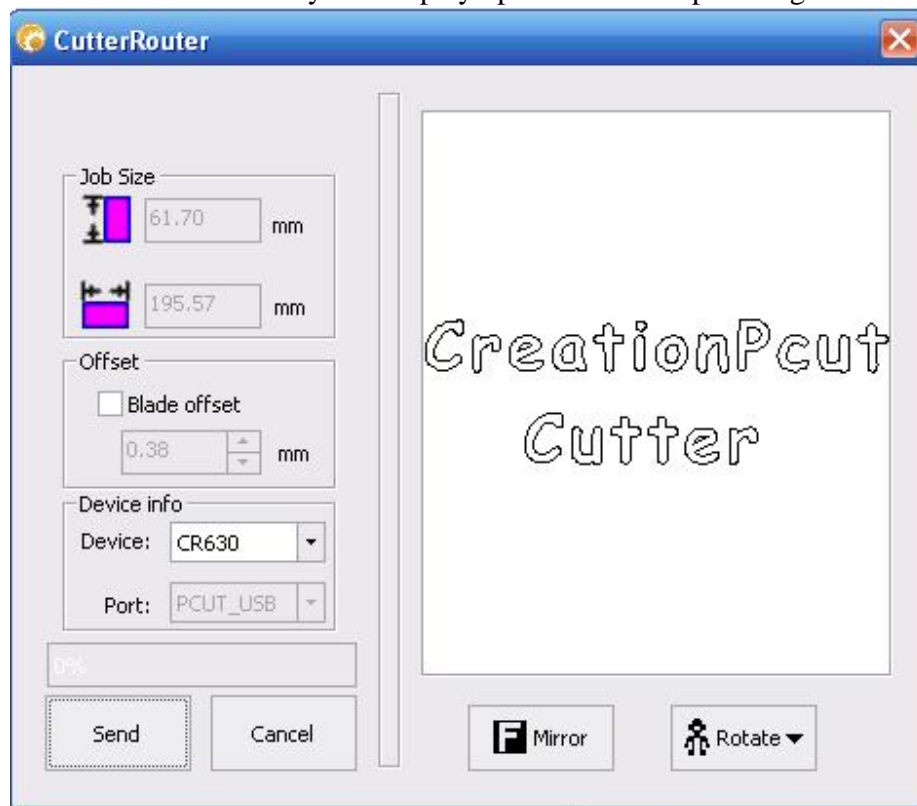 CutterRouter
Job Size
61.70 mm
195.57 mm
Offset
Blade offset
0.38 mm
Device info
Device: CR630
Port: PCUT_USB
0%
Send Cancel
CreationPcut
Cutter
F Mirror
Rotate